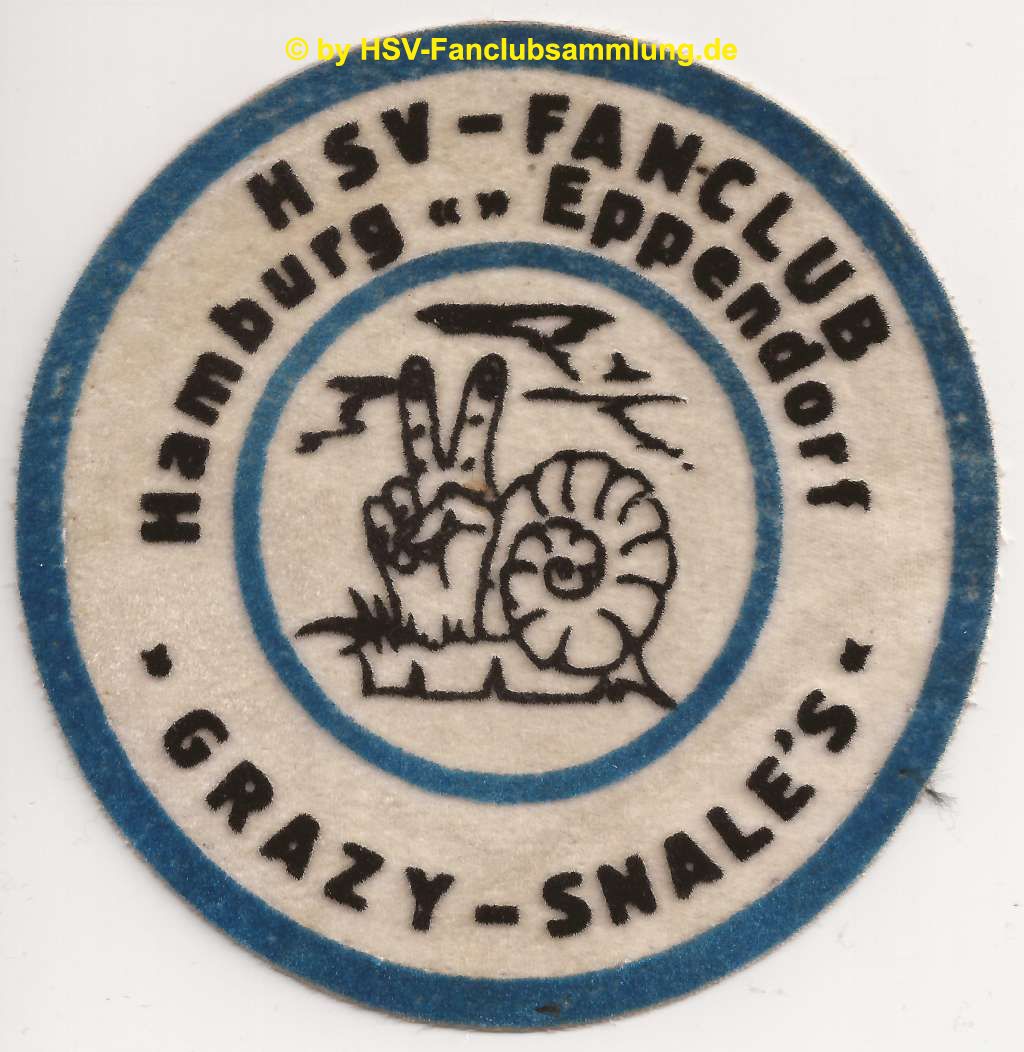 © by HSV-Fanclubsammlung.de
HSV - FANCLUB
Hamburg «» Eppendorf
• GRAZY - SNALE'S •